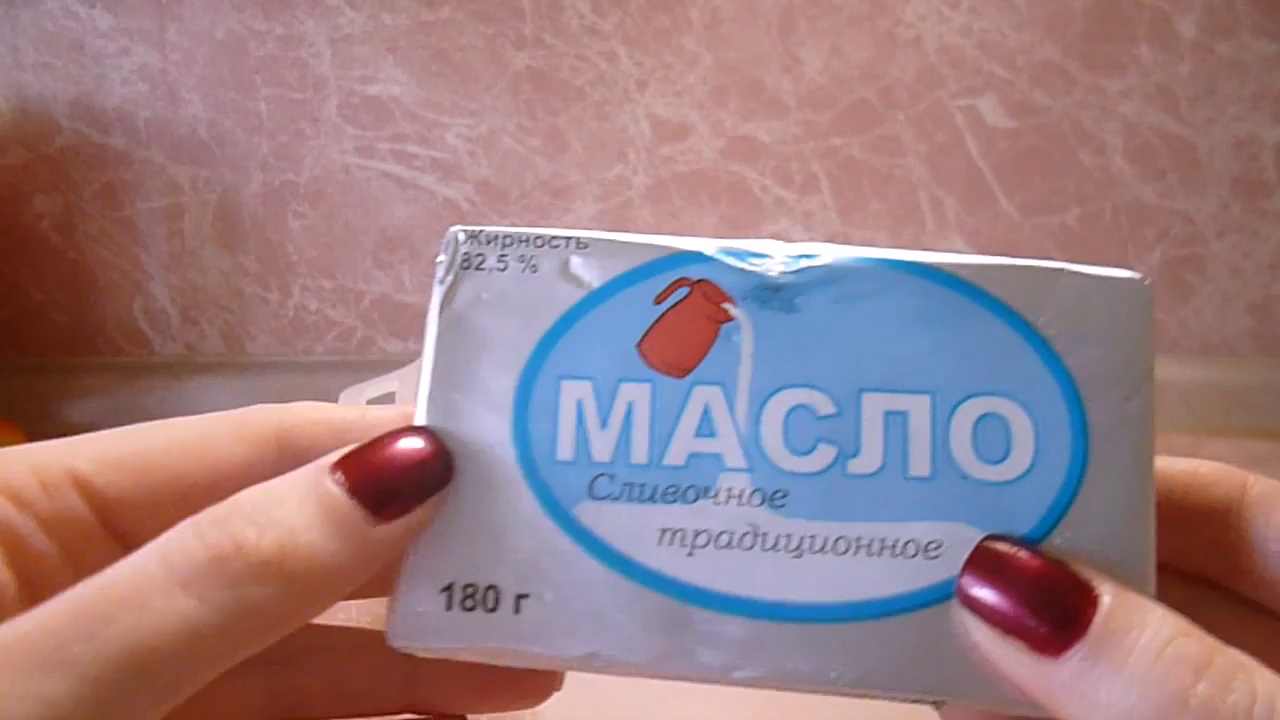 Жирность
82,5 %
МАСЛО
Сливочное
традиционное
180 г